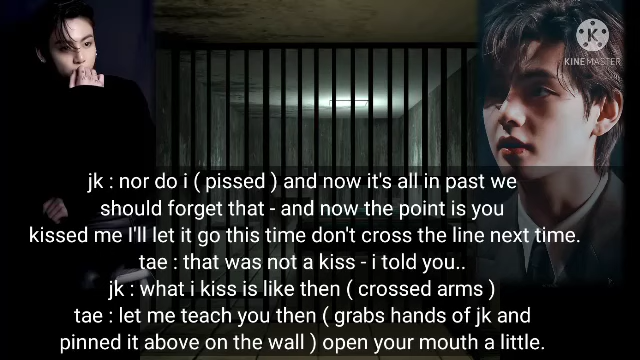 KINEMASTER
jk : nor do i ( pissed ) and now it's all in past we
should forget that - and now the point is you
kissed me I'll let it go this time don't cross the line next time.
tae : that was not a kiss - i told you..
jk : what i kiss is like then ( crossed arms )
tae : let me teach you then ( grabs hands of jk and
pinned it above on the wall ) open your mouth a little.